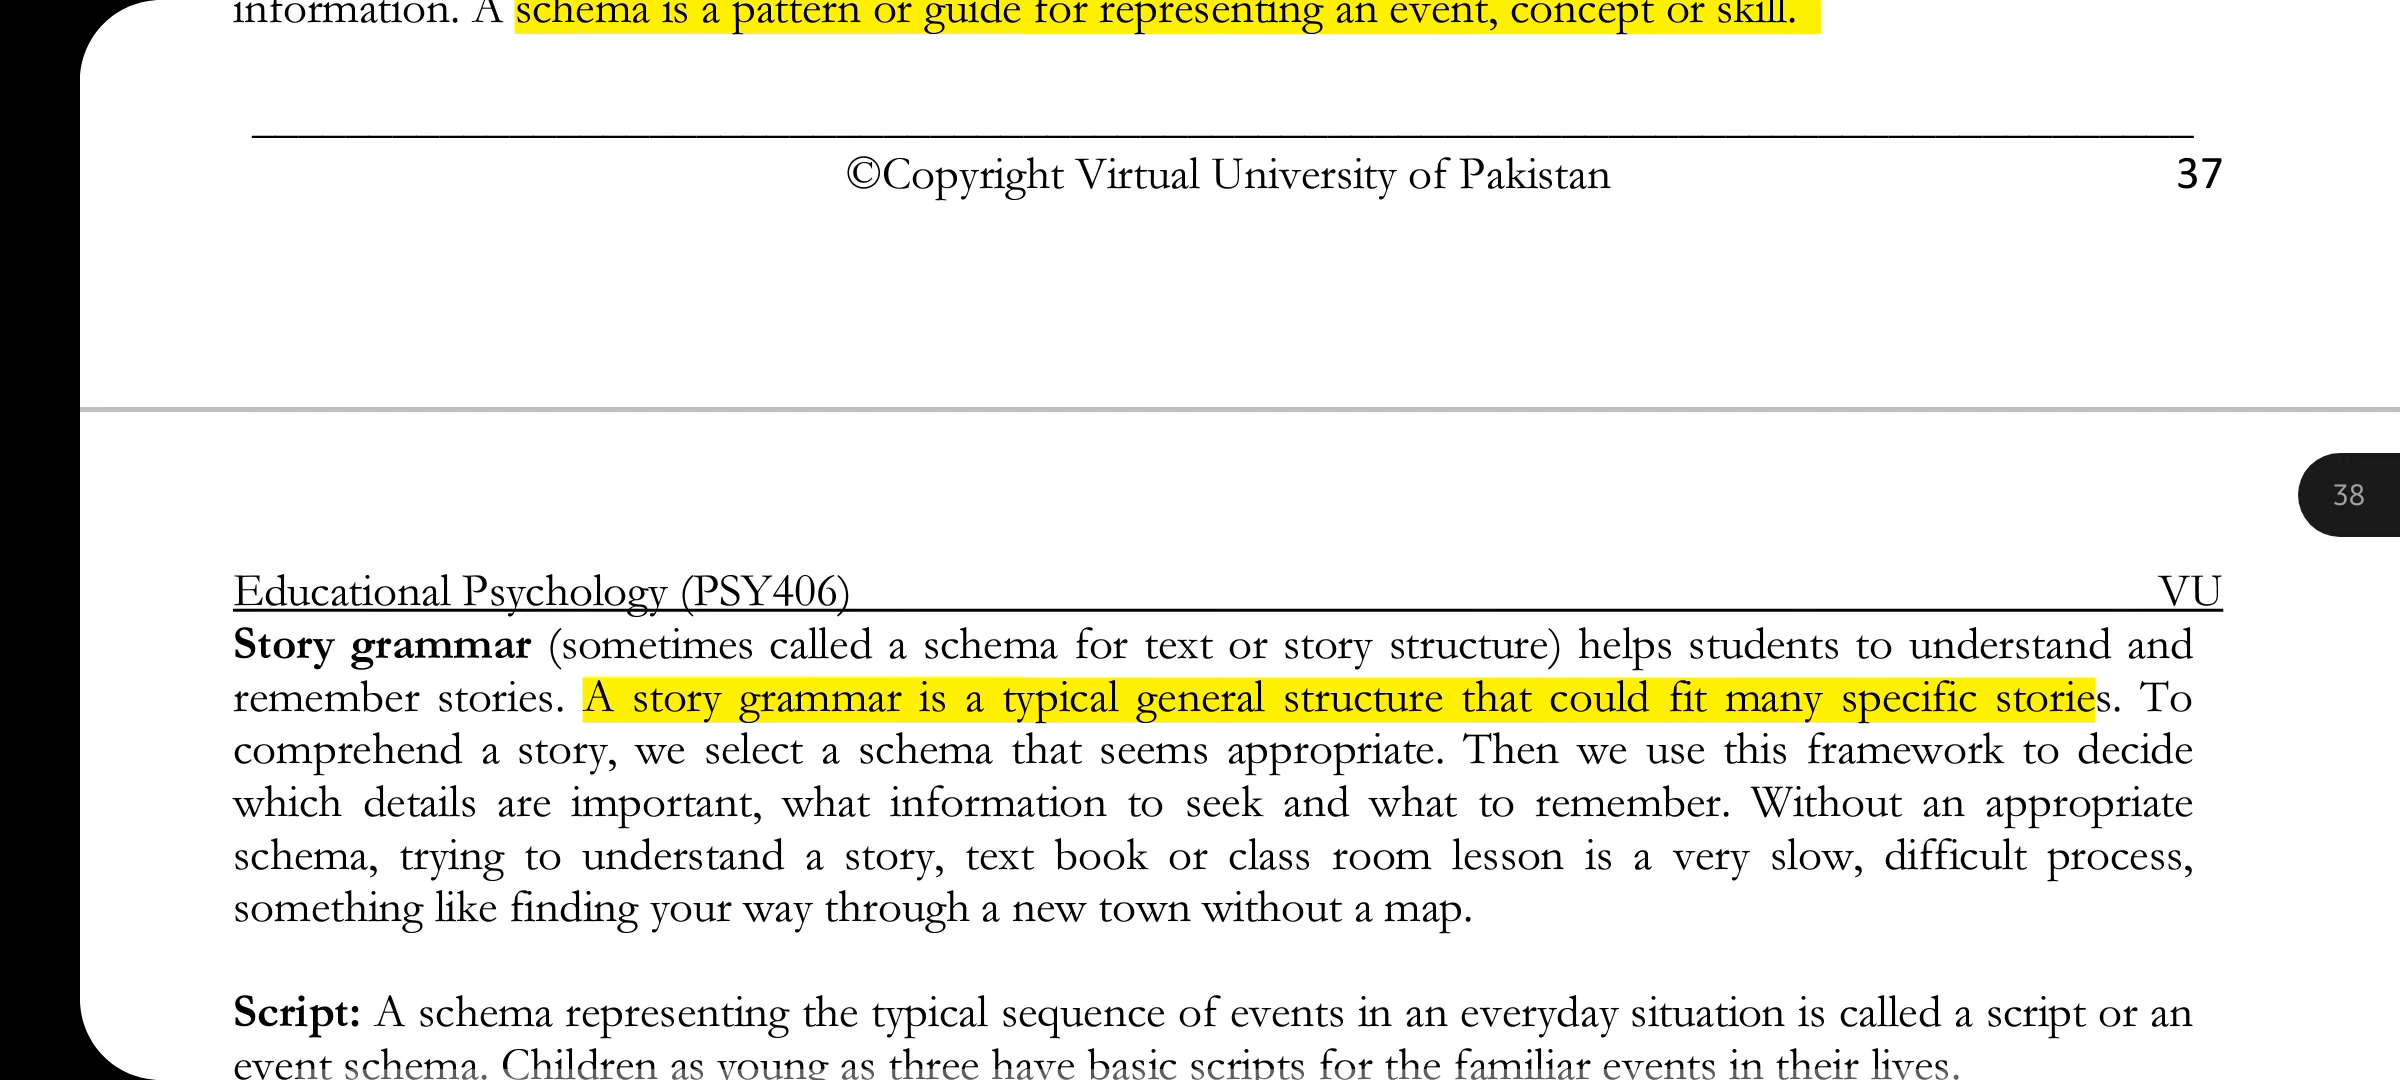 information. A schema is a pattern or guide for representing an event, concept or skill.
©Copyright Virtual University of Pakistan 37
38
Educational Psychology (PSY406) VU
Story grammar (sometimes called a schema for text or story structure) helps students to understand and
remember stories. A story grammar is a typical general structure that could fit many specific stories. To
comprehend a story, we select a schema that seems appropriate. Then we use this framework to decide
which details are important, what information to seek and what to remember. Without an appropriate
schema, trying to understand a story, text book or class room lesson is a very slow, difficult process,
something like finding your way through a new town without a map.
Script: A schema representing the typical sequence of events in an everyday situation is called a script or an
event schema. Children as young as three have basic scripts for the familiar events in their lives.